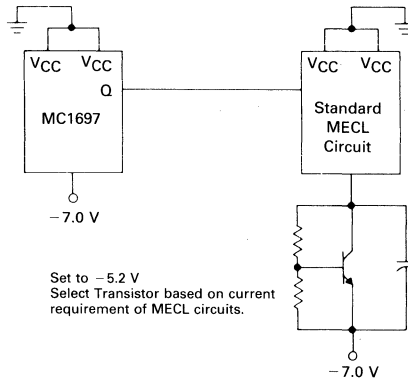 VCC VCC
Q
MC1697
−7.0 V
VCC VCC
Standard
MECL
Circuit
Set to −5.2 V
Select Transistor based on current
requirement of MECL circuits.
−7.0 V